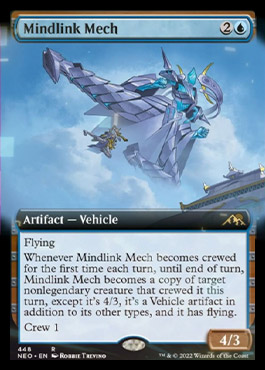 Mindlink Mech 2
Artifact — Vehicle
Flying
Whenever Mindlink Mech becomes crewed
for the first time each turn, until end of turn,
Mindlink Mech becomes a copy of target
nonlegendary creature that crewed it this
turn, except it's 4/3, it's a Vehicle artifact in
addition to its other types, and it has flying.
Crew 1
4/3
448 R
NEO • EN Robbie Trevino ™ & © 2022 Wizards of the Coast